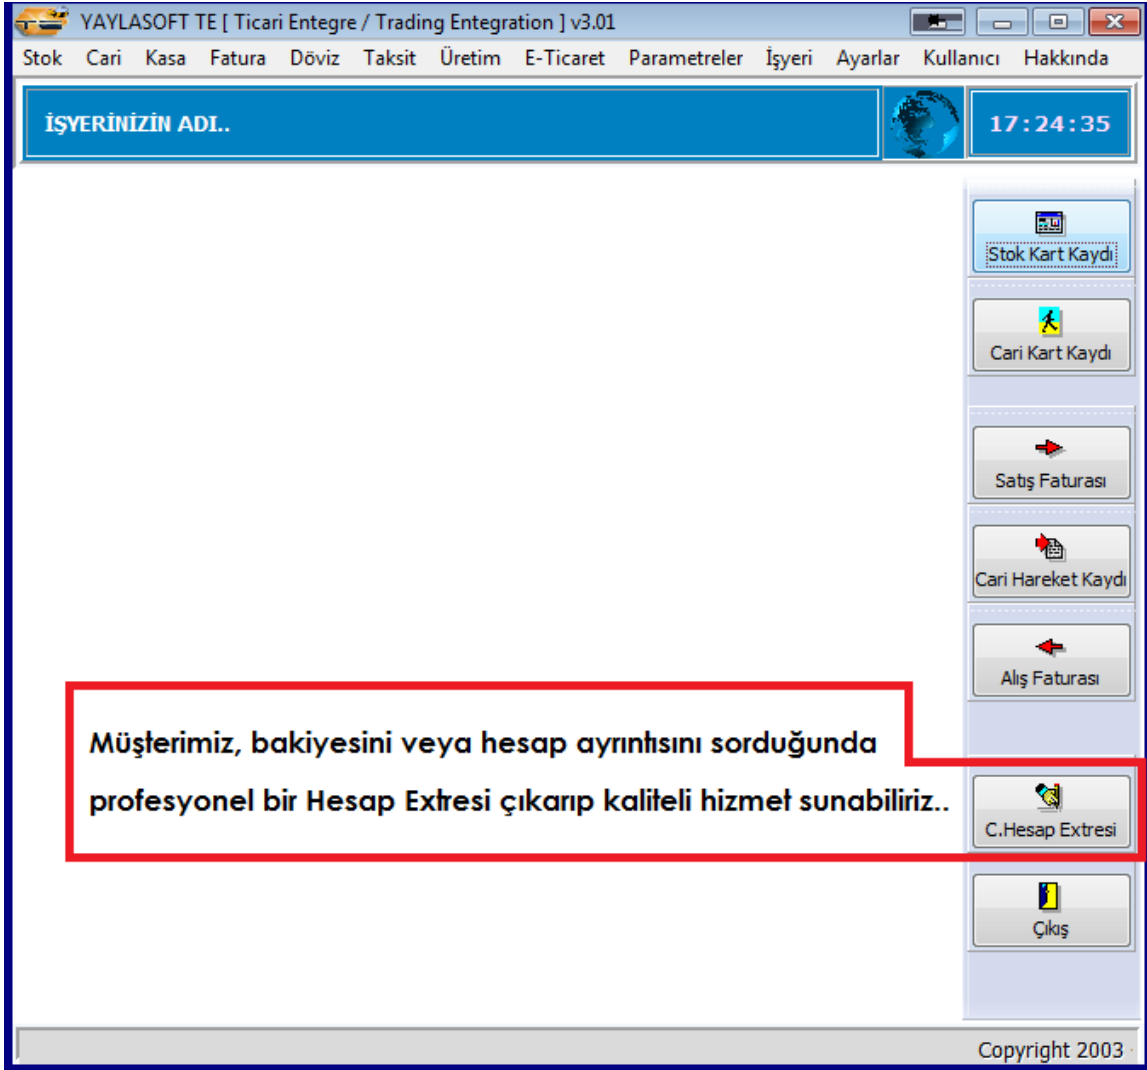 YAYLASOFT TE [ Ticari Entegre / Trading Entegration ] v3.01
Stok Cari Kasa Fatura Döviz Taksit Üretim E-Ticaret Parametreler İşyeri Ayarlar Kullanıcı Hakkında
İŞYERİNİZİN ADI.. 17:24:35
Stok Kart Kaydı
Cari Kart Kaydı
Satış Faturası
Cari Hareket Kaydı
Alış Faturası
Müşterimiz, bakiyesini veya hesap ayrıntısını sorduğunda
profesyonel bir Hesap Extresi çıkarıp kaliteli hizmet sunabiliriz..
C.Hesap Extresi
Çıkış
Copyright 2003